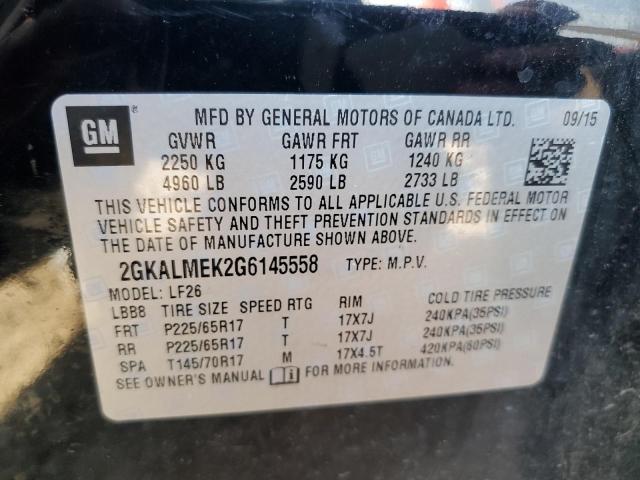 GM ® MFD BY GENERAL MOTORS OF CANADA LTD. 09/15
GVWR GAWR FRT GAWR RR
2250 KG 1175 KG 1240 KG
4960 LB 2590 LB 2733 LB
THIS VEHICLE CONFORMS TO ALL APPLICABLE U.S. FEDERAL MOTOR
VEHICLE SAFETY AND THEFT PREVENTION STANDARDS IN EFFECT ON
THE DATE OF MANUFACTURE SHOWN ABOVE.
2GKALMEK2G6145558 TYPE: M.P.V.
MODEL: LF26
LBB8 TIRE SIZE SPEED RTG RIM COLD TIRE PRESSURE
FRT P225/65R17 T 17X7J 240KPA(35PSI)
RR P225/65R17 T 17X7J 240KPA(35PSI)
SPA T145/70R17 M 17X4.5T 420KPA(60PSI)
SEE OWNER'S MANUAL FOR MORE INFORMATION.